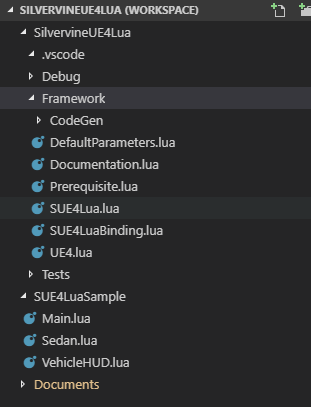 SILVERVINEUE4LUA (WORKSPACE)
SilvervineUE4Lua
.vscode
Debug
Framework
CodeGen
DefaultParameters.lua
Documentation.lua
Prerequisite.lua
SUE4Lua.lua
SUE4LuaBinding.lua
UE4.lua
Tests
SUE4LuaSample
Main.lua
Sedan.lua
VehicleHUD.lua
Documents